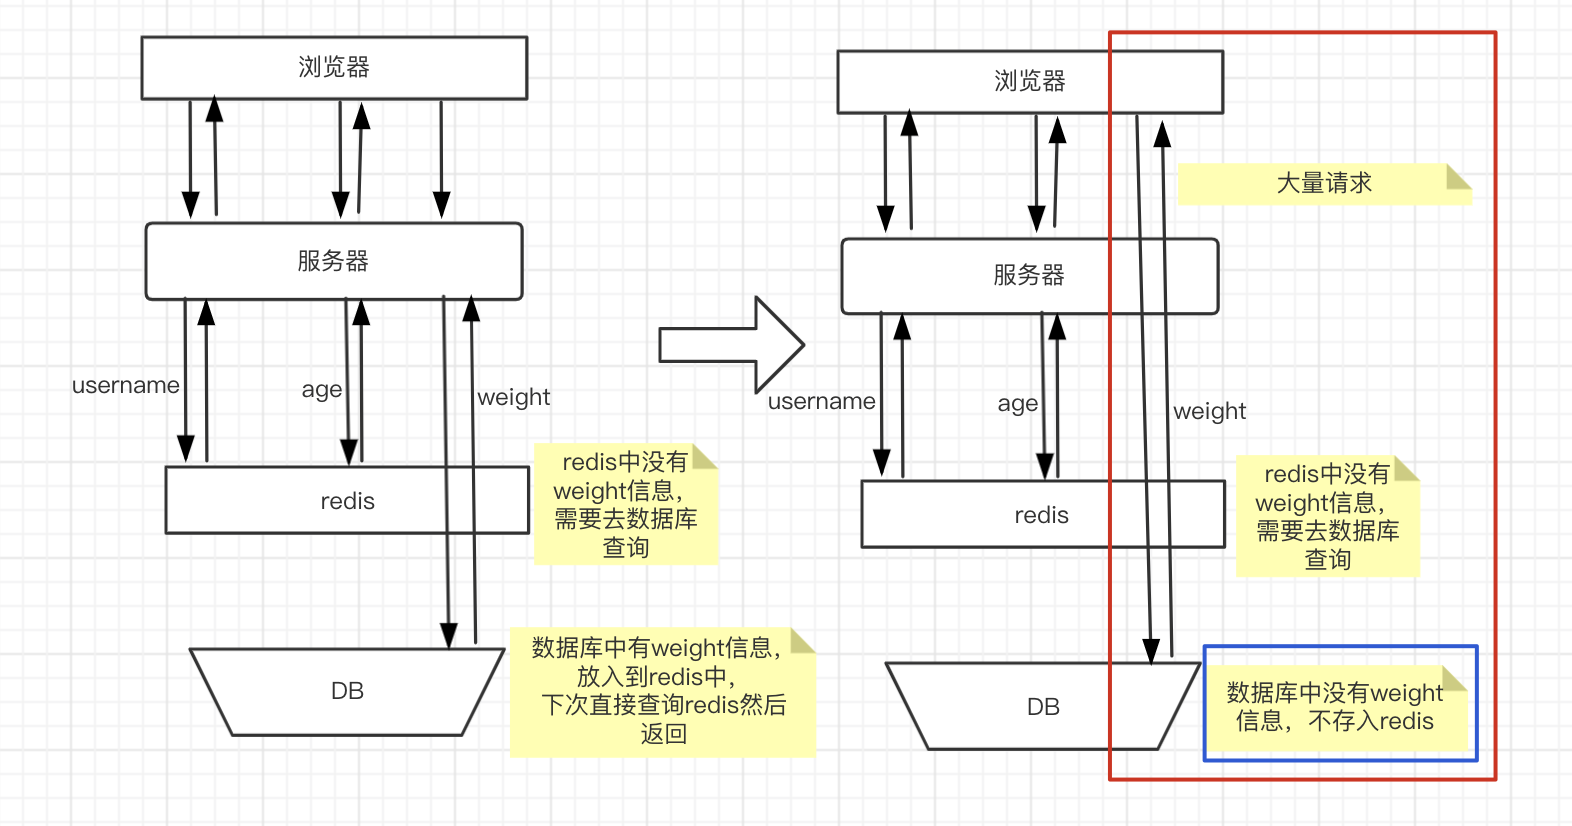 浏览器
服务器
username
age
weight
redis
redis中没有
weight信息，
需要去数据库
查询
DB
数据库中有weight信息，
放入到redis中，
下次直接查询redis然后
返回
浏览器
大量请求
服务器
username
age
weight
redis
redis中没有
weight信息，
需要去数据库
查询
DB
数据库中没有weight
信息，不存入redis